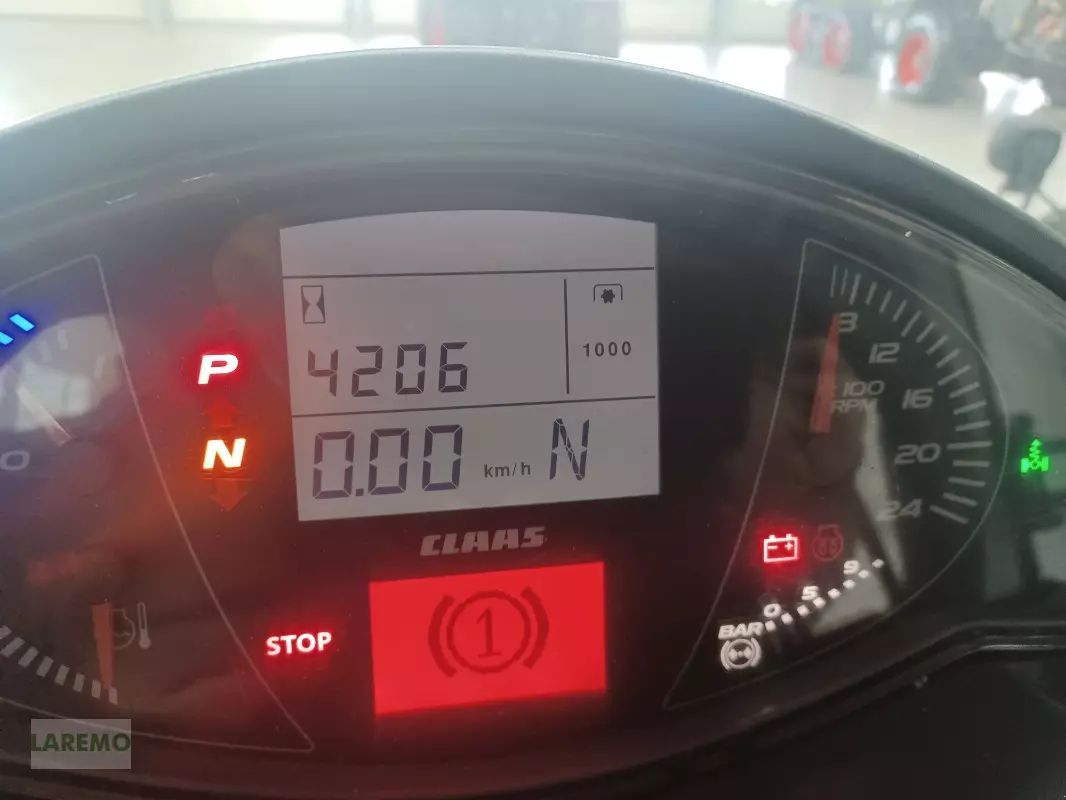 P
N
4206
1000
0.00 km/h N
CLAAS
STOP
1
8
12
16
20
24
100
RPM
0 5 9
BAR
0
LAREMO